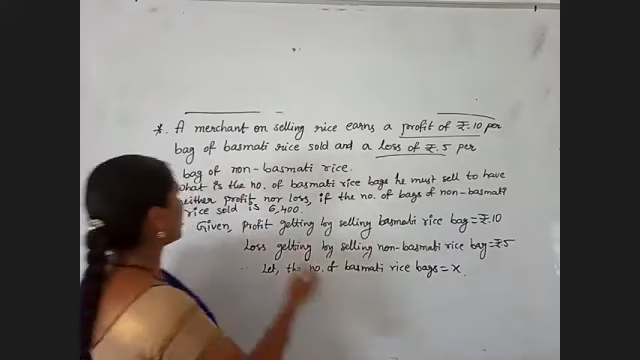 * A merchant on selling rice earns a profit of ₹.10 per
bag of basmati rice sold and a loss of ₹.5 per
bag of non-basmati rice.
what is the no. of basmati rice bags he must sell to have
neither profit nor loss, if the no. of bags of non-basmati
rice sold is 6,400.
Given, profit getting by selling basmati rice bag=₹.10
Loss getting by selling non-basmati rice bag=₹.5
Let, the no. of basmati rice bags = x.